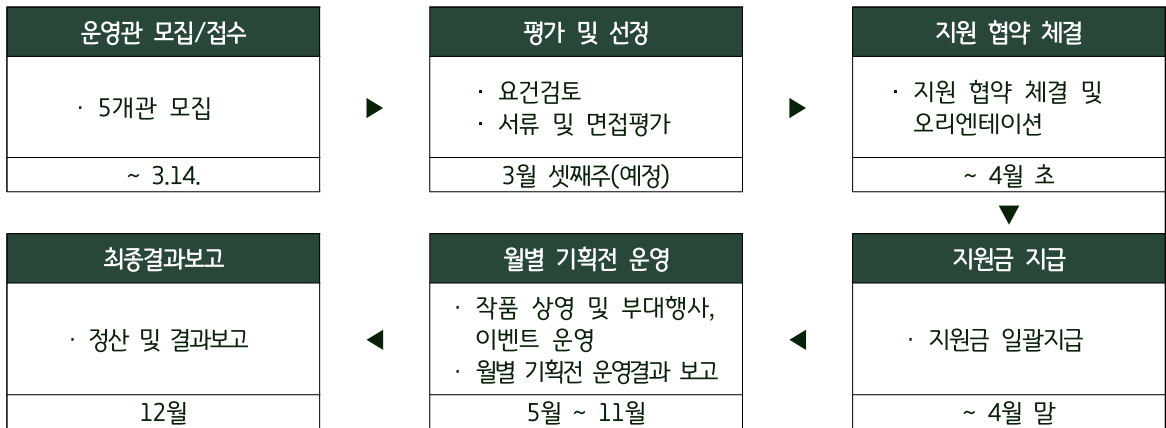 운영관 모집/접수
· 5개관 모집
~ 3.14.
▶
평가 및 선정
· 요건검토
· 서류 및 면접평가
3월 셋째주(예정)
▶
지원 협약 체결
· 지원 협약 체결 및
오리엔테이션
~ 4월 초
▼
지원금 지급
· 지원금 일괄지급
~ 4월 말
◀
월별 기획전 운영
· 작품 상영 및 부대행사,
이벤트 운영
· 월별 기획전 운영결과 보고
5월 ~ 11월
◀
최종결과보고
· 정산 및 결과보고
12월